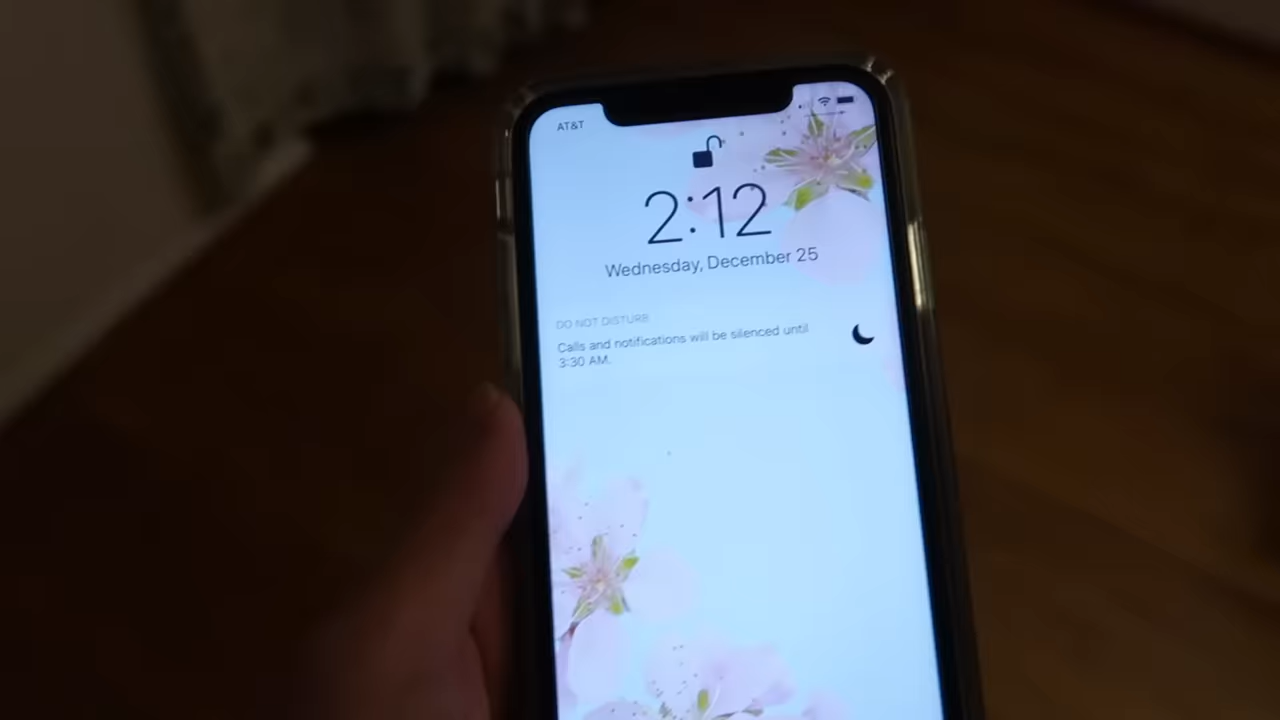 AT&T
2:12
Wednesday, December 25
DO NOT DISTURB
Calls and notifications will be silenced until
3:30 AM.